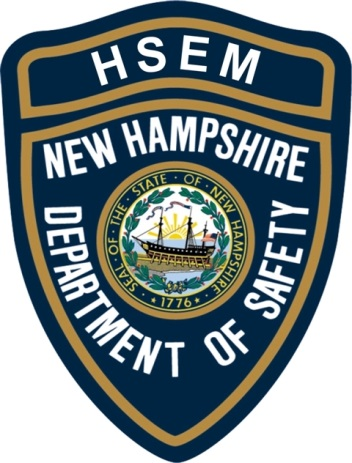 HSEM
NEW HAMPSHIRE
DEPARTMENT OF SAFETY
SEAL · OF · THE · STATE · OF · NEW HAMPSHIRE
1776